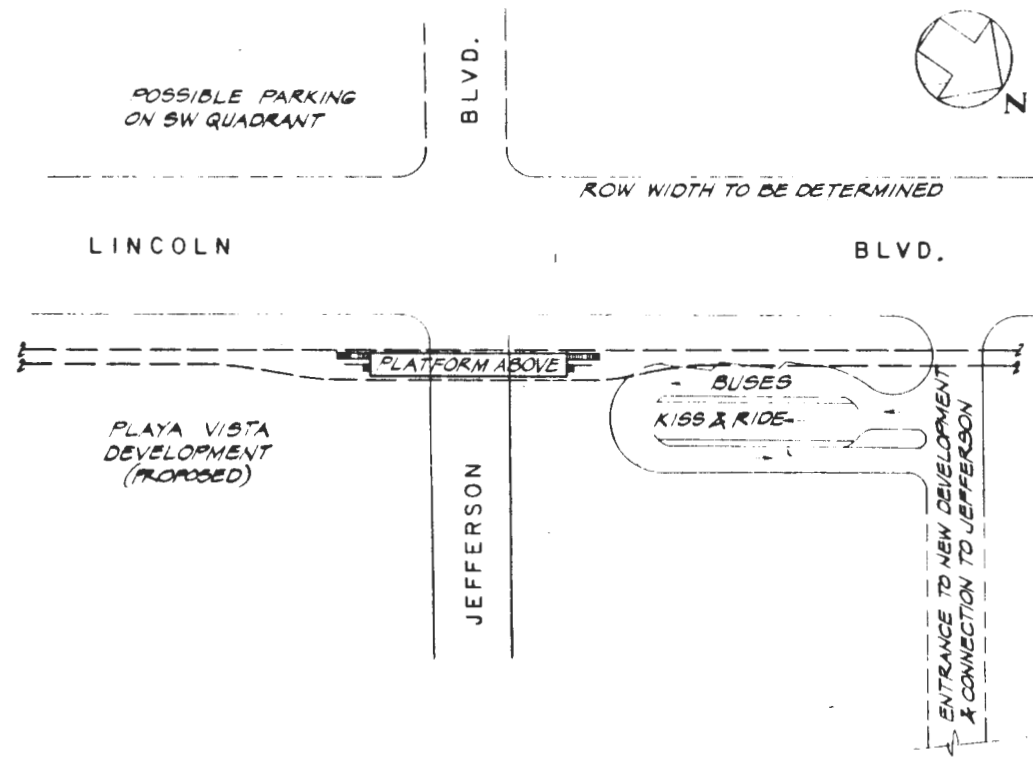 BLVD.
N
POSSIBLE PARKING
ON SW QUADRANT
ROW WIDTH TO BE DETERMINED
LINCOLN
BLVD.
PLATFORM ABOVE
BUSES
KISS & RIDE
PLAYA VISTA
DEVELOPMENT
(PROPOSED)
JEFFERSON
ENTRANCE TO NEW DEVELOPMENT
& CONNECTION TO JEFFERSON